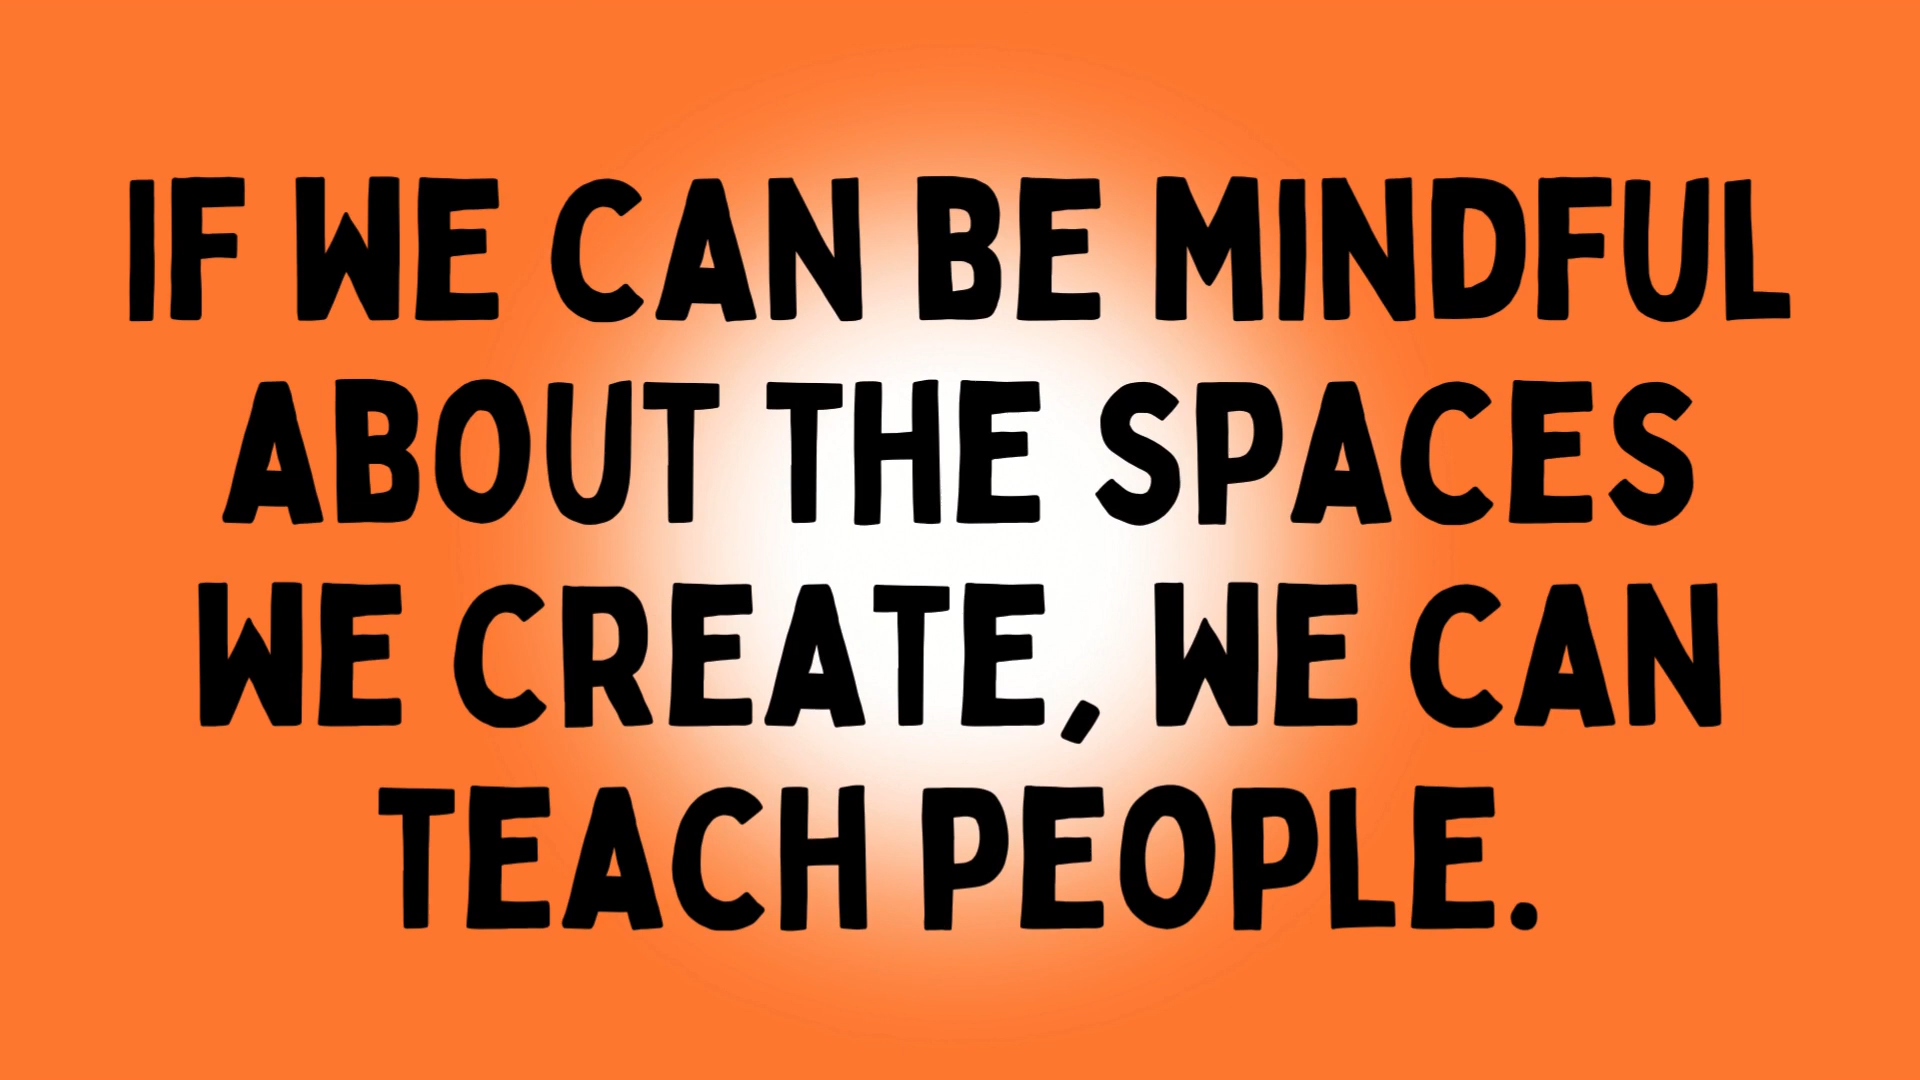 IF WE CAN BE MINDFUL
ABOUT THE SPACES
WE CREATE, WE CAN
TEACH PEOPLE.